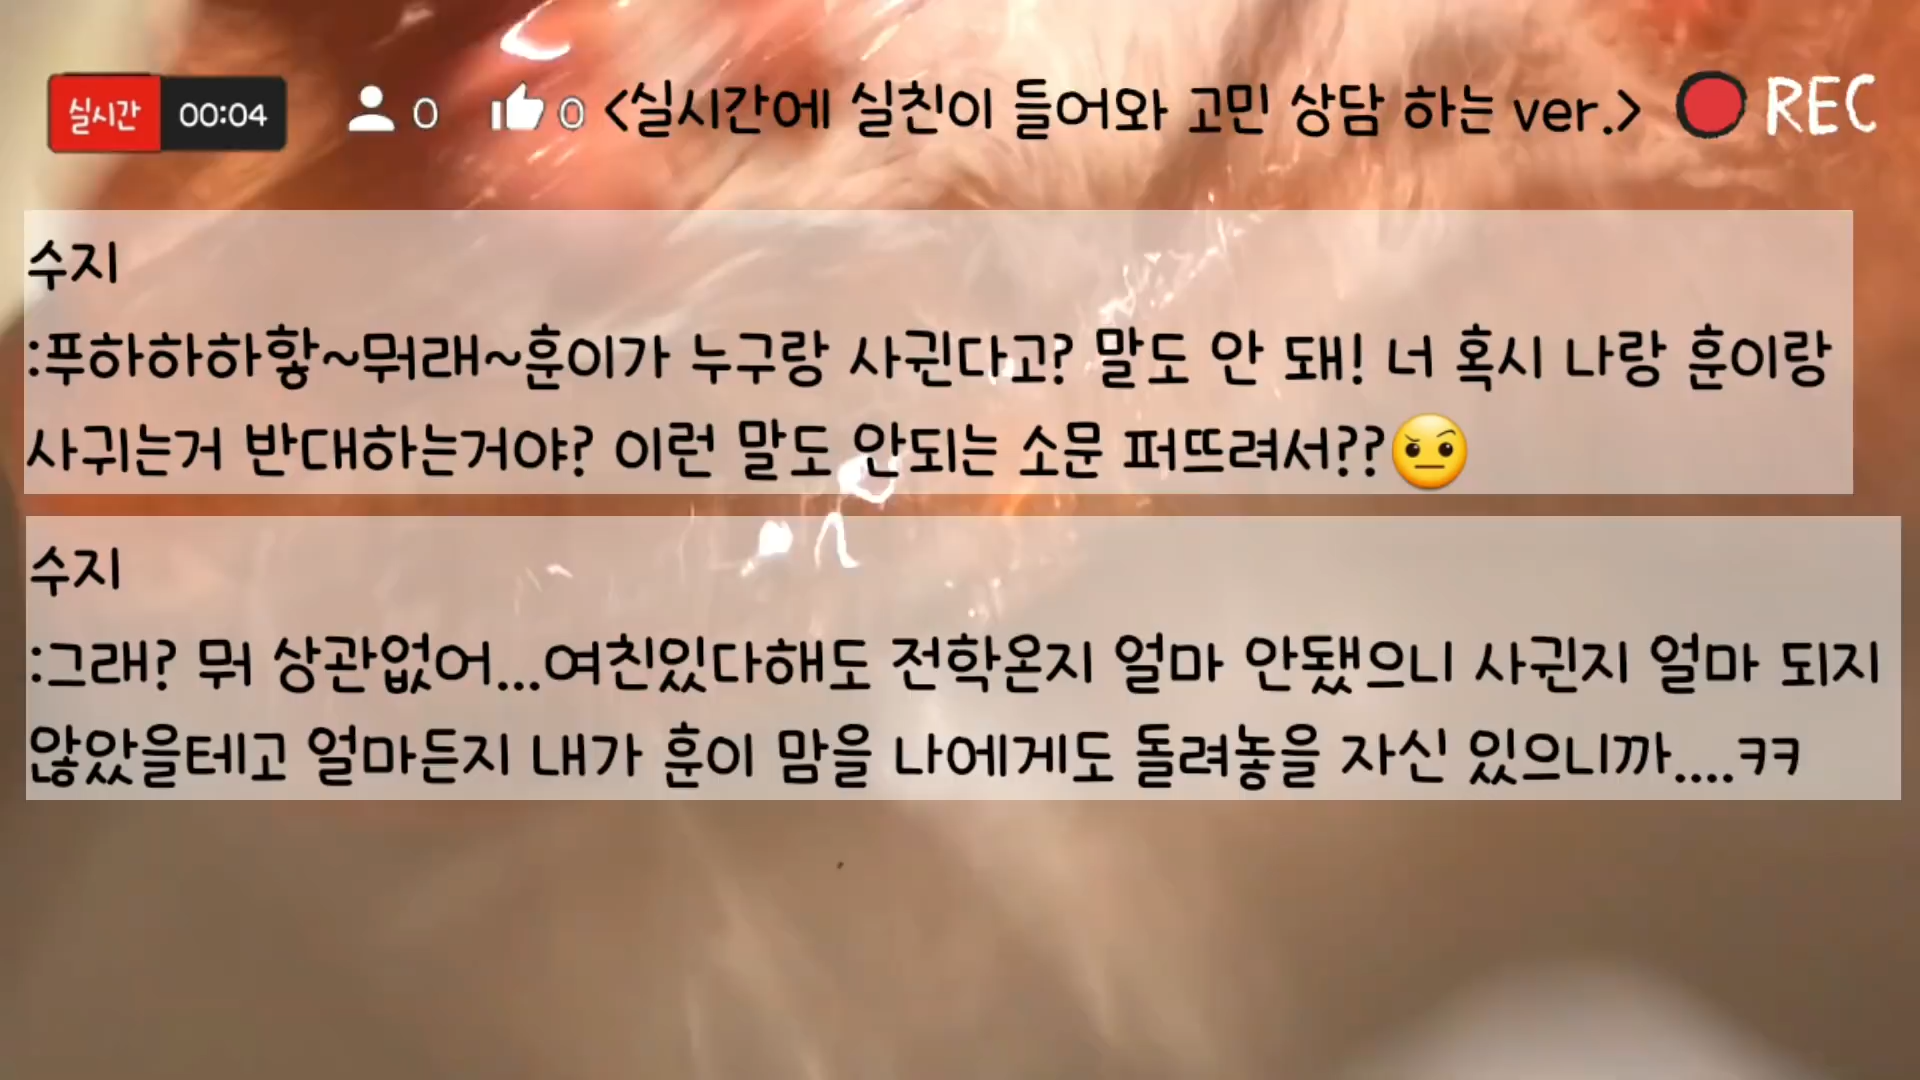 실시간 00:04 0 0 <실시간에 실친이 들어와 고민 상담 하는 ver.> REC
수지
:푸하하하핳~뭐래~훈이가 누구랑 사귄다고? 말도 안 돼! 너 혹시 나랑 훈이랑
사귀는거 반대하는거야? 이런 말도 안되는 소문 퍼뜨려서??🤨
수지
:그래? 뭐 상관없어...여친있다해도 전학온지 얼마 안됐으니 사귄지 얼마 되지
않았을테고 얼마든지 내가 훈이 맘을 나에게도 돌려놓을 자신 있으니까....ㅋㅋ